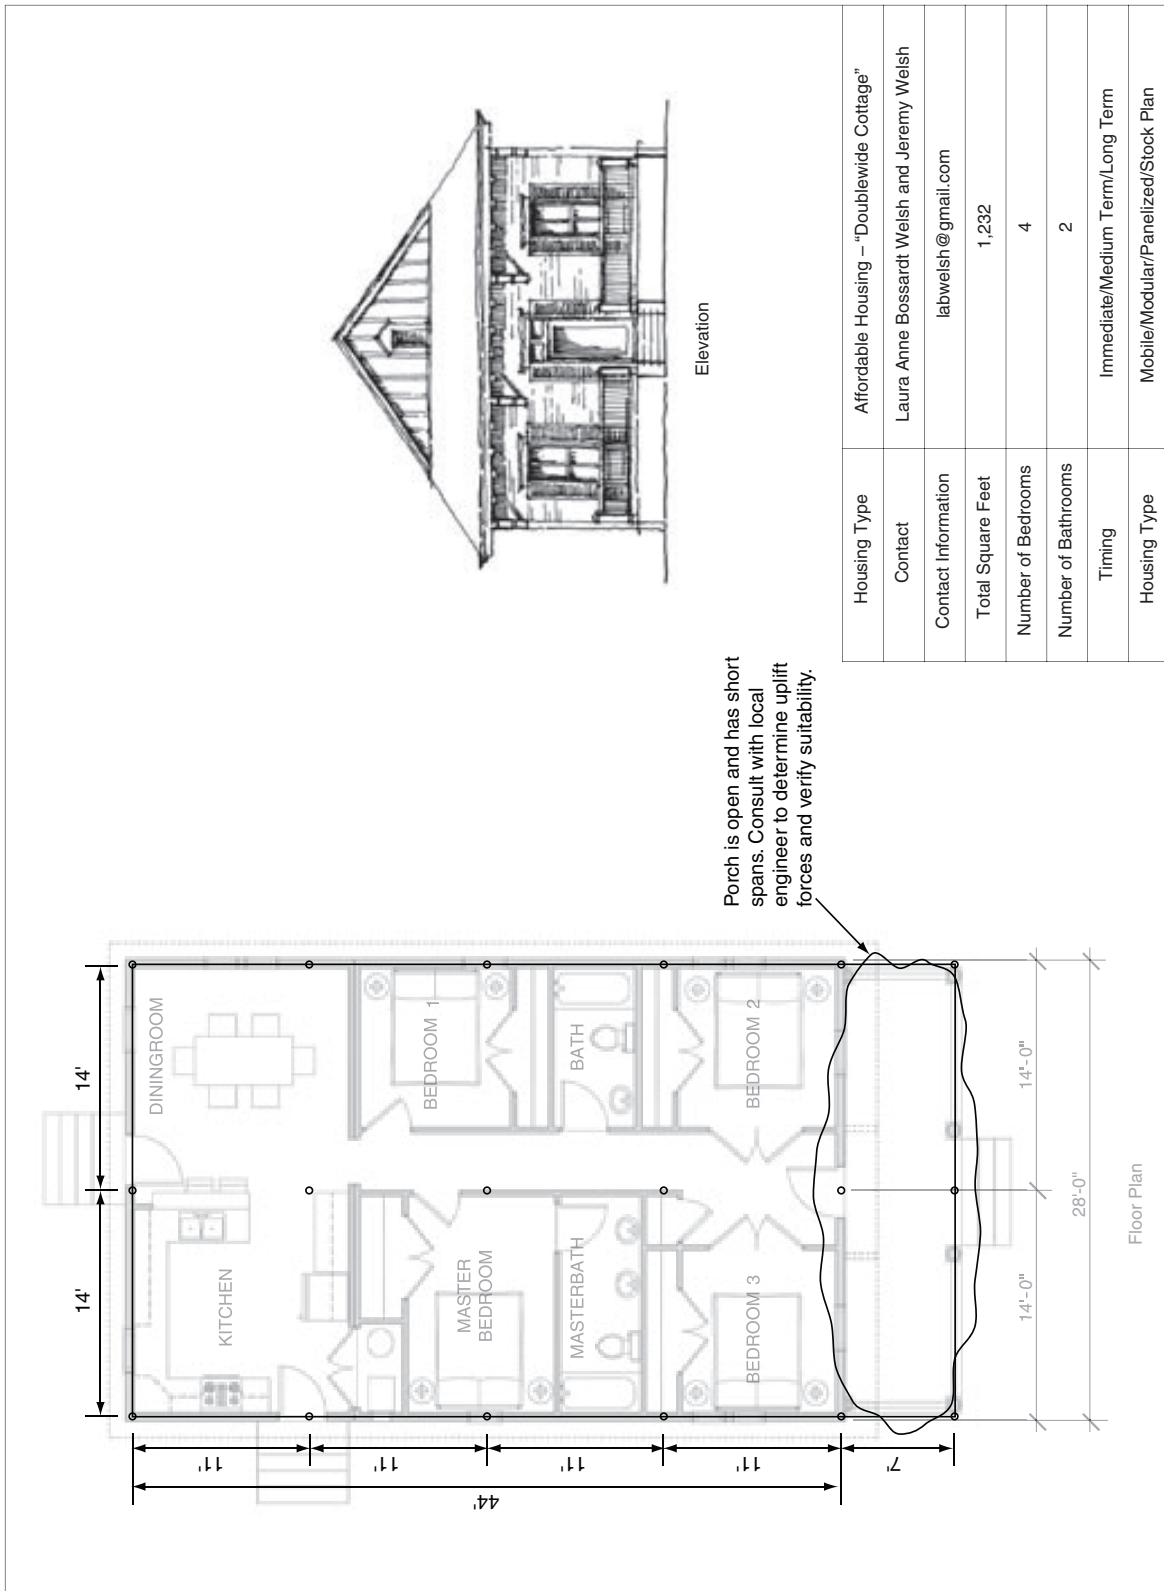 Elevation
Housing Type Affordable Housing – "Doublewide Cottage"
Contact Laura Anne Bossardt Welsh and Jeremy Welsh
Contact Information labwelsh@gmail.com
Total Square Feet 1,232
Number of Bedrooms 4
Number of Bathrooms 2
Timing Immediate/Medium Term/Long Term
Housing Type Mobile/Modular/Panelized/Stock Plan
Porch is open and has short
spans. Consult with local
engineer to determine uplift
forces and verify suitability.
14'
14'
DININGROOM
KITCHEN
BEDROOM 1
MASTER
BEDROOM
BATH
MASTERBATH
BEDROOM 2
BEDROOM 3
11'
11'
11'
11'
7'
44'
14'-0"
14'-0"
28'-0"
Floor Plan